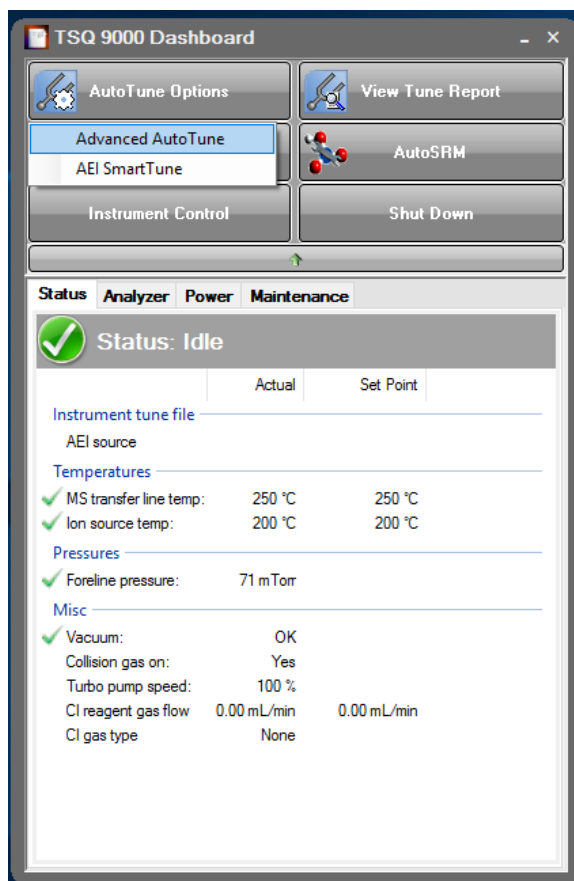 TSQ 9000 Dashboard
AutoTune Options
View Tune Report
Advanced AutoTune
AEI SmartTune
AutoSRM
Instrument Control
Shut Down
Status Analyzer Power Maintenance
Status: Idle
Actual Set Point
Instrument tune file
AEI source
Temperatures
MS transfer line temp: 250 °C 250 °C
Ion source temp: 200 °C 200 °C
Pressures
Foreline pressure: 71 mTorr
Misc
Vacuum: OK
Collision gas on: Yes
Turbo pump speed: 100 %
CI reagent gas flow 0.00 mL/min 0.00 mL/min
CI gas type None